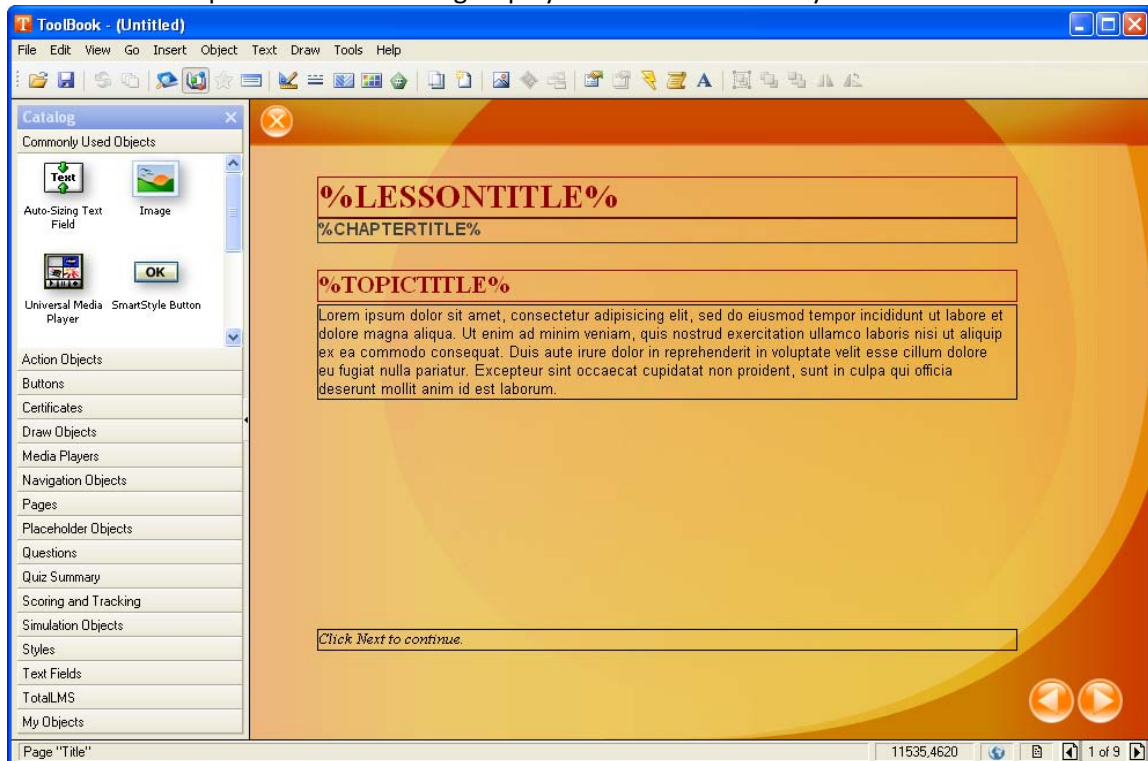 ToolBook - (Untitled)
File Edit View Go Insert Object Text Draw Tools Help
Catalog
Commonly Used Objects
Text
Auto-Sizing Text
Field
Image
OK
Universal Media
Player
SmartStyle Button
Action Objects
Buttons
Certificates
Draw Objects
Media Players
Navigation Objects
Pages
Placeholder Objects
Questions
Quiz Summary
Scoring and Tracking
Simulation Objects
Styles
Text Fields
TotalLMS
My Objects
%LESSONTITLE%
%CHAPTERTITLE%
%TOPICTITLE%
Lorem ipsum dolor sit amet, consectetur adipisicing elit, sed do eiusmod tempor incididunt ut labore et
dolore magna aliqua. Ut enim ad minim veniam, quis nostrud exercitation ullamco laboris nisi ut aliquip
ex ea commodo consequat. Duis aute irure dolor in reprehenderit in voluptate velit esse cillum dolore
eu fugiat nulla pariatur. Excepteur sint occaecat cupidatat non proident, sunt in culpa qui officia
deserunt mollit anim id est laborum.
Click Next to continue.
Page "Title"
11535,4620
1 of 9